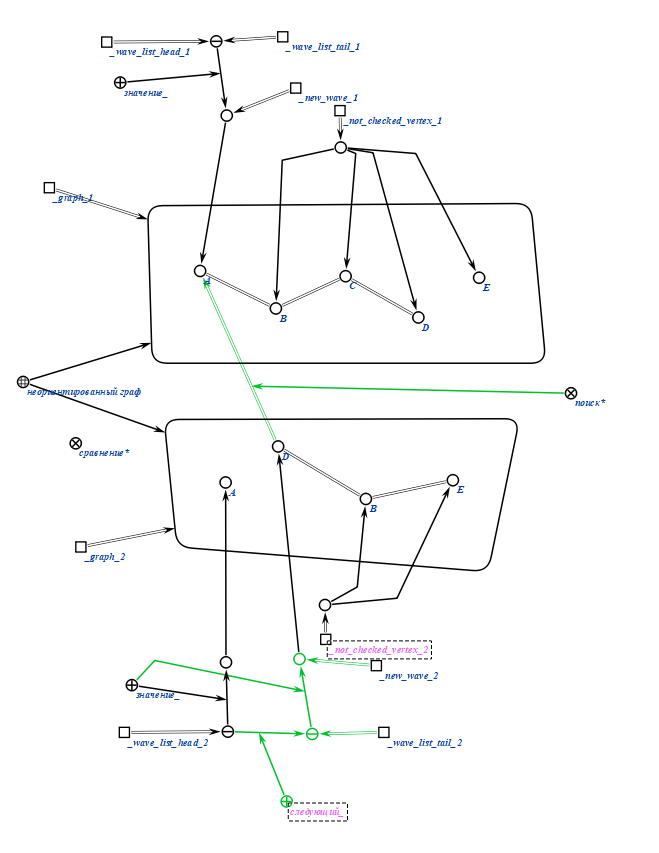 _wave_list_head_1
_wave_list_tail_1
значение_
_new_wave_1
_not_checked_vertex_1
_graph_1
A
B
C
D
E
неориентированный граф
поиск*
сравнение*
D
A
B
E
_graph_2
_not_checked_vertex_2
_new_wave_2
значение_
_wave_list_head_2
_wave_list_tail_2
следующий_